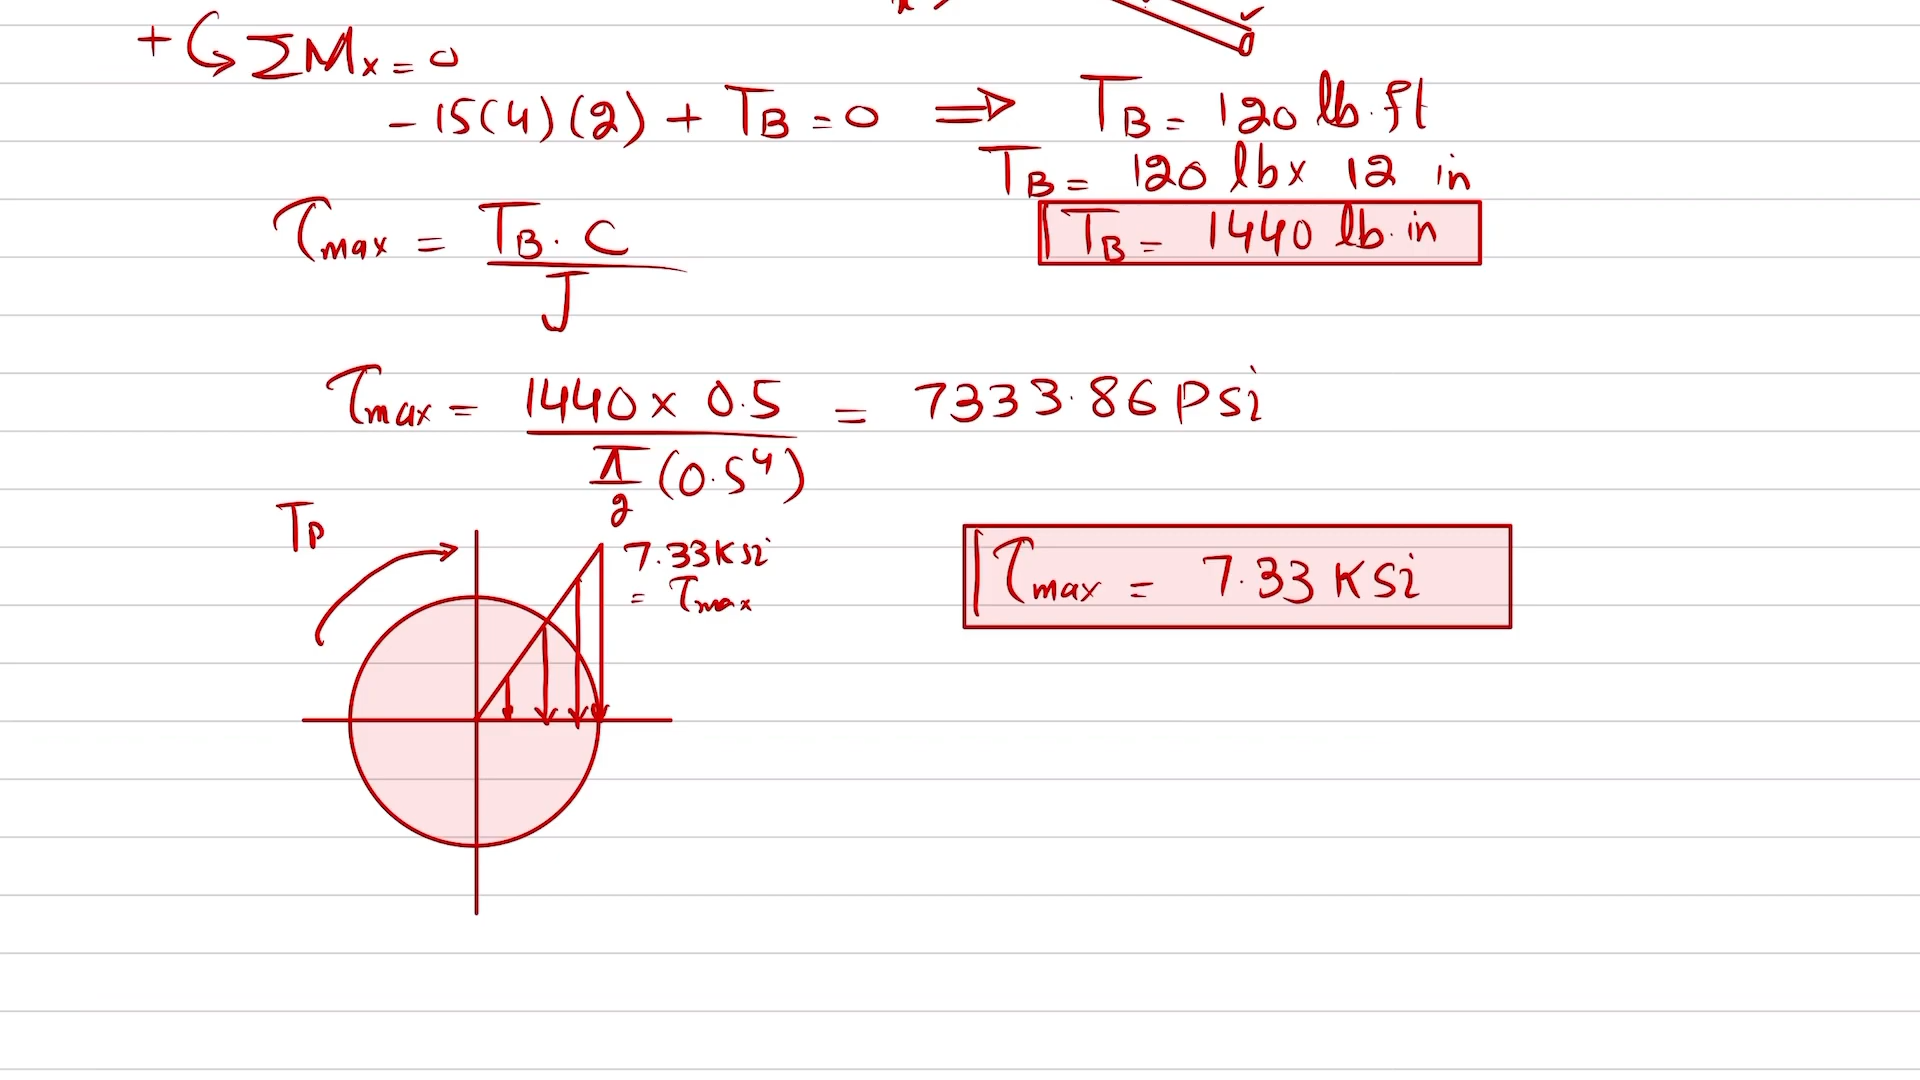 + ΣMx = 0
- 15(4)(2) + TB = 0 ⇒ TB = 120 lb.ft
TB = 120 lb x 12 in
TB = 1440 lb.in
τmax = TB . C / J
τmax = 1440 x 0.5 / π/2 (0.5⁴) = 7333.86 Psi
7.33 Ksi
= τmax
τmax = 7.33 KSi